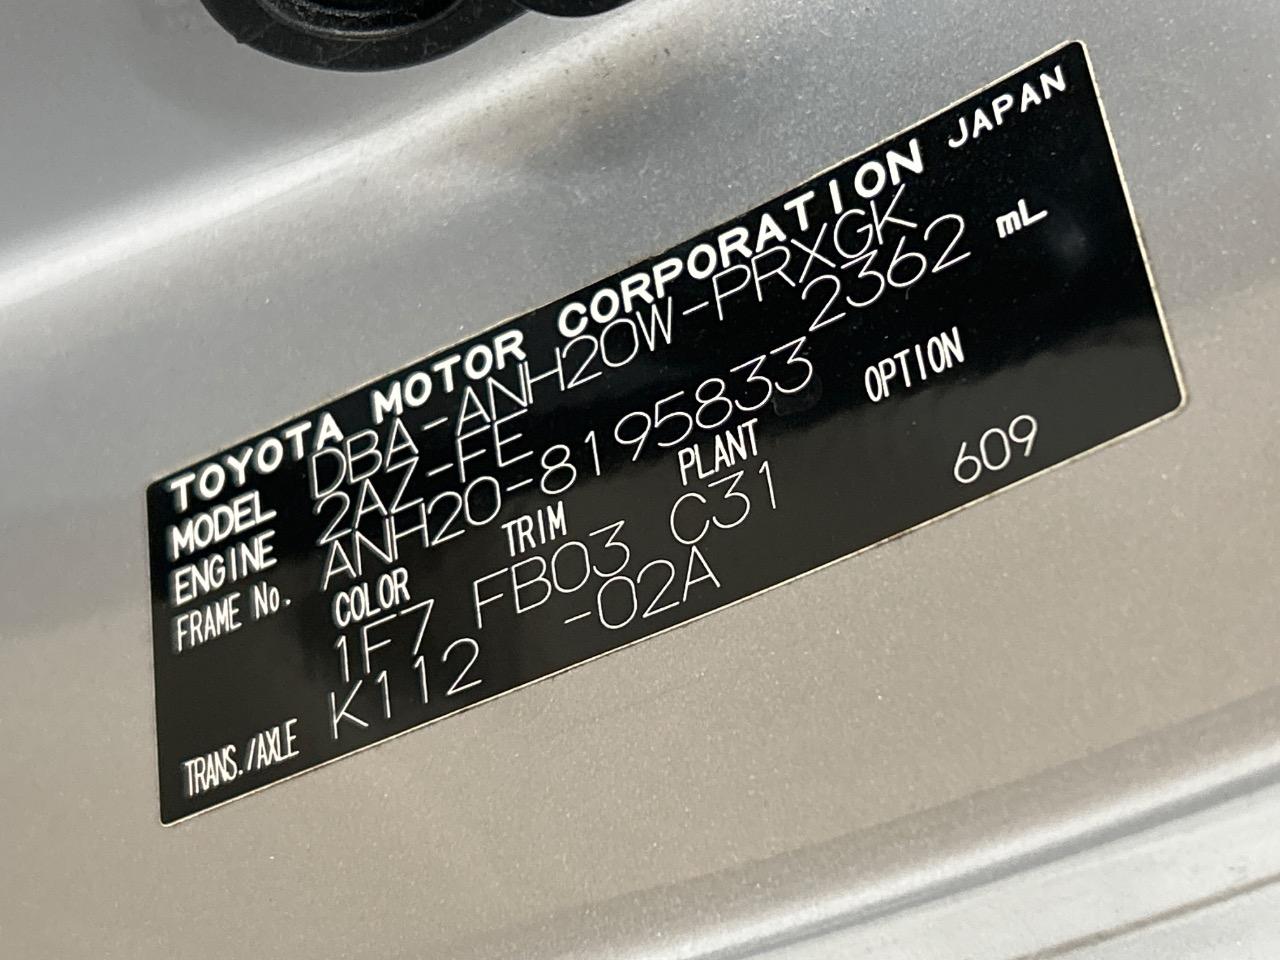 TOYOTA MOTOR CORPORATION JAPAN
MODEL DBA-ANH20W-PRXGK
ENGINE 2AZ-FE 2362 mL
FRAME No. ANH20-8195833
COLOR TRIM PLANT OPTION
1F7 FB03 C31 609
TRANS./AXLE K112 -02A